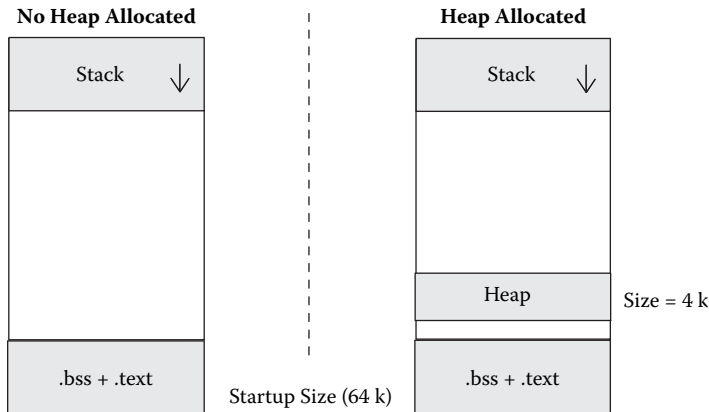 No Heap Allocated
Heap Allocated
Stack
Stack
Heap
Size = 4 k
.bss + .text
.bss + .text
Startup Size (64 k)